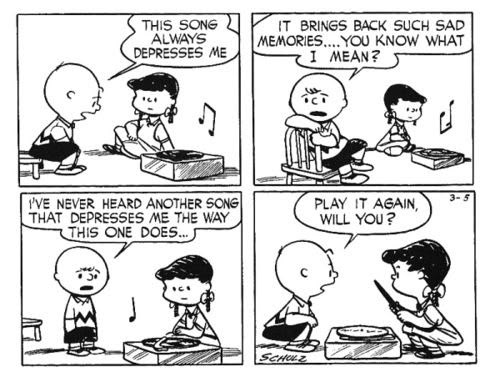 THIS SONG
ALWAYS
DEPRESSES ME
IT BRINGS BACK SUCH SAD
MEMORIES....YOU KNOW WHAT
I MEAN?
I'VE NEVER HEARD ANOTHER SONG
THAT DEPRESSES ME THE WAY
THIS ONE DOES...
PLAY IT AGAIN,
WILL YOU?
3-5
SCHULZ